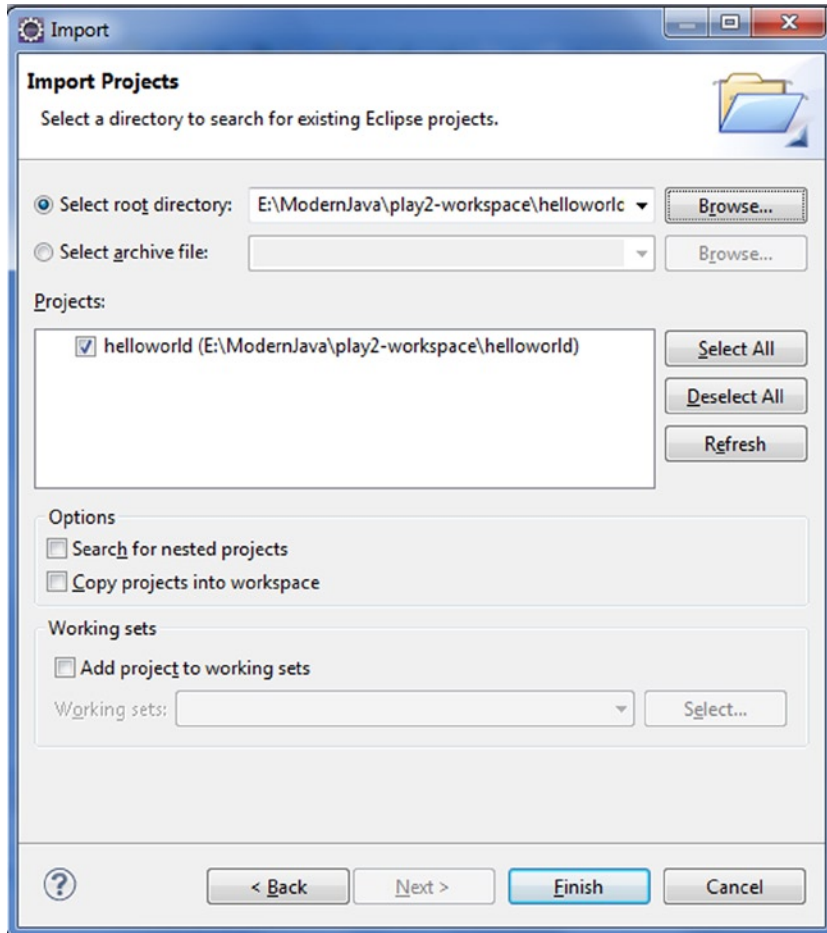 Import
Import Projects
Select a directory to search for existing Eclipse projects.
Select root directory: E:\ModernJava\play2-workspace\helloworld Browse...
Select archive file: Browse...
Projects:
helloworld (E:\ModernJava\play2-workspace\helloworld)
Select All
Deselect All
Refresh
Options
Search for nested projects
Copy projects into workspace
Working sets
Add project to working sets
Working sets: Select...
? < Back Next > Finish Cancel